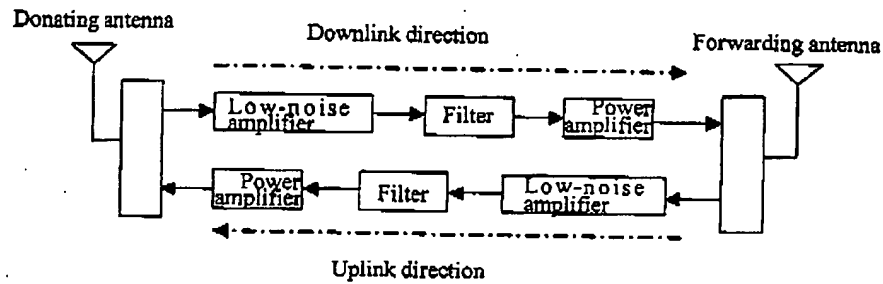 Donating antenna
Downlink direction
Forwarding antenna
Low-noise
amplifier
Filter
Power
amplifier
Power
amplifier
Filter
Low-noise
amplifier
Uplink direction